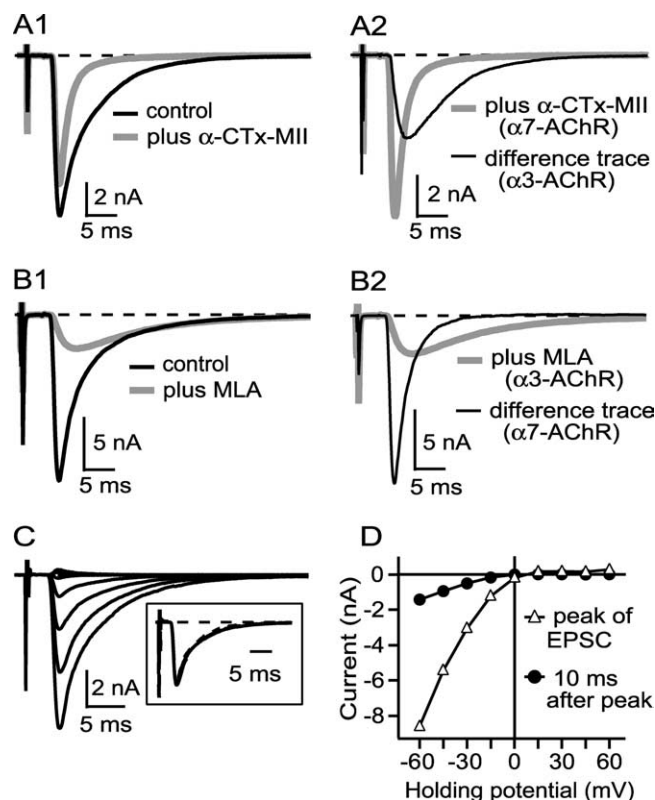 A1
control
plus α-CTx-MII
2 nA
5 ms
A2
plus α-CTx-MII
(α7-AChR)
difference trace
(α3-AChR)
2 nA
5 ms
B1
control
plus MLA
5 nA
5 ms
B2
plus MLA
(α3-AChR)
difference trace
(α7-AChR)
5 nA
5 ms
C
2 nA
5 ms
5 ms
D
Current (nA)
0
-2
-4
-6
-8
peak of
EPSC
10 ms
after peak
-60 -30 0 30 60
Holding potential (mV)